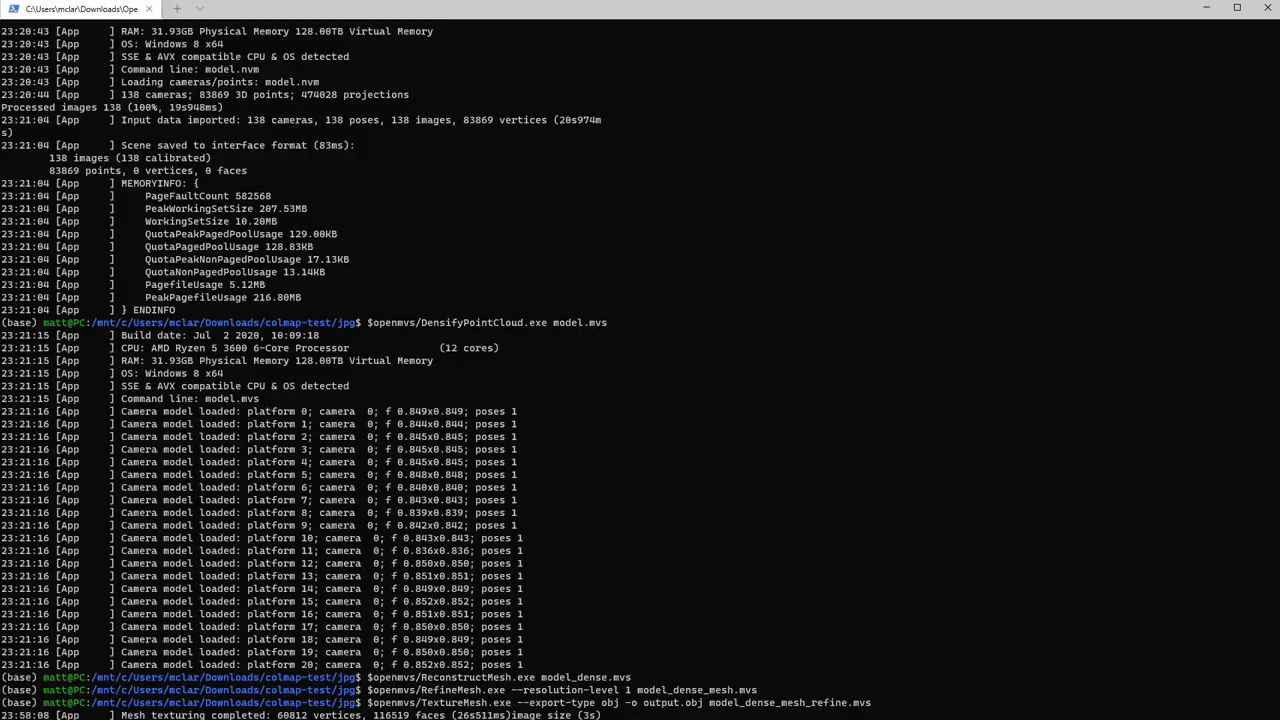 C:\Users\mclar\Downloads\Ope
23:20:43 [App     ] RAM: 31.93GB Physical Memory 128.00TB Virtual Memory
23:20:43 [App     ] OS: Windows 8 x64
23:20:43 [App     ] SSE & AVX compatible CPU & OS detected
23:20:43 [App     ] Command line: model.nvm
23:20:43 [App     ] Loading cameras/points: model.nvm
23:20:44 [App     ] 138 cameras; 83869 3D points; 474028 projections
Processed images 138 (100%, 19s948ms)
23:21:04 [App     ] Input data imported: 138 cameras, 138 poses, 138 images, 83869 vertices (20s974m
s)
23:21:04 [App     ] Scene saved to interface format (83ms):
        138 images (138 calibrated)
        83869 points, 0 vertices, 0 faces
23:21:04 [App     ] MEMORYINFO: {
23:21:04 [App     ]     PageFaultCount 582568
23:21:04 [App     ]     PeakWorkingSetSize 207.53MB
23:21:04 [App     ]     WorkingSetSize 10.20MB
23:21:04 [App     ]     QuotaPeakPagedPoolUsage 129.00KB
23:21:04 [App     ]     QuotaPagedPoolUsage 128.83KB
23:21:04 [App     ]     QuotaPeakNonPagedPoolUsage 17.13KB
23:21:04 [App     ]     QuotaNonPagedPoolUsage 13.14KB
23:21:04 [App     ]     PagefileUsage 5.12MB
23:21:04 [App     ]     PeakPagefileUsage 216.80MB
23:21:04 [App     ] } ENDINFO
(base) matt@PC:/mnt/c/Users/mclar/Downloads/colmap-test/jpg$ $openmvs/DensifyPointCloud.exe model.mvs
23:21:15 [App     ] Build date: Jul  2 2020, 10:09:18
23:21:15 [App     ] CPU: AMD Ryzen 5 3600 6-Core Processor               (12 cores)
23:21:15 [App     ] RAM: 31.93GB Physical Memory 128.00TB Virtual Memory
23:21:15 [App     ] OS: Windows 8 x64
23:21:15 [App     ] SSE & AVX compatible CPU & OS detected
23:21:15 [App     ] Command line: model.mvs
23:21:16 [App     ] Camera model loaded: platform 0; camera  0; f 0.849x0.849; poses 1
23:21:16 [App     ] Camera model loaded: platform 1; camera  0; f 0.844x0.844; poses 1
23:21:16 [App     ] Camera model loaded: platform 2; camera  0; f 0.845x0.845; poses 1
23:21:16 [App     ] Camera model loaded: platform 3; camera  0; f 0.845x0.845; poses 1
23:21:16 [App     ] Camera model loaded: platform 4; camera  0; f 0.845x0.845; poses 1
23:21:16 [App     ] Camera model loaded: platform 5; camera  0; f 0.848x0.848; poses 1
23:21:16 [App     ] Camera model loaded: platform 6; camera  0; f 0.840x0.840; poses 1
23:21:16 [App     ] Camera model loaded: platform 7; camera  0; f 0.843x0.843; poses 1
23:21:16 [App     ] Camera model loaded: platform 8; camera  0; f 0.839x0.839; poses 1
23:21:16 [App     ] Camera model loaded: platform 9; camera  0; f 0.842x0.842; poses 1
23:21:16 [App     ] Camera model loaded: platform 10; camera  0; f 0.843x0.843; poses 1
23:21:16 [App     ] Camera model loaded: platform 11; camera  0; f 0.836x0.836; poses 1
23:21:16 [App     ] Camera model loaded: platform 12; camera  0; f 0.850x0.850; poses 1
23:21:16 [App     ] Camera model loaded: platform 13; camera  0; f 0.851x0.851; poses 1
23:21:16 [App     ] Camera model loaded: platform 14; camera  0; f 0.849x0.849; poses 1
23:21:16 [App     ] Camera model loaded: platform 15; camera  0; f 0.852x0.852; poses 1
23:21:16 [App     ] Camera model loaded: platform 16; camera  0; f 0.851x0.851; poses 1
23:21:16 [App     ] Camera model loaded: platform 17; camera  0; f 0.850x0.850; poses 1
23:21:16 [App     ] Camera model loaded: platform 18; camera  0; f 0.849x0.849; poses 1
23:21:16 [App     ] Camera model loaded: platform 19; camera  0; f 0.850x0.850; poses 1
23:21:16 [App     ] Camera model loaded: platform 20; camera  0; f 0.852x0.852; poses 1
(base) matt@PC:/mnt/c/Users/mclar/Downloads/colmap-test/jpg$ $openmvs/ReconstructMesh.exe model_dense.mvs
(base) matt@PC:/mnt/c/Users/mclar/Downloads/colmap-test/jpg$ $openmvs/RefineMesh.exe --resolution-level 1 model_dense_mesh.mvs
(base) matt@PC:/mnt/c/Users/mclar/Downloads/colmap-test/jpg$ $openmvs/TextureMesh.exe --export-type obj -o output.obj model_dense_mesh_refine.mvs
23:58:08 [App     ] Mesh texturing completed: 60812 vertices, 116519 faces (26s511ms)image size (3s)